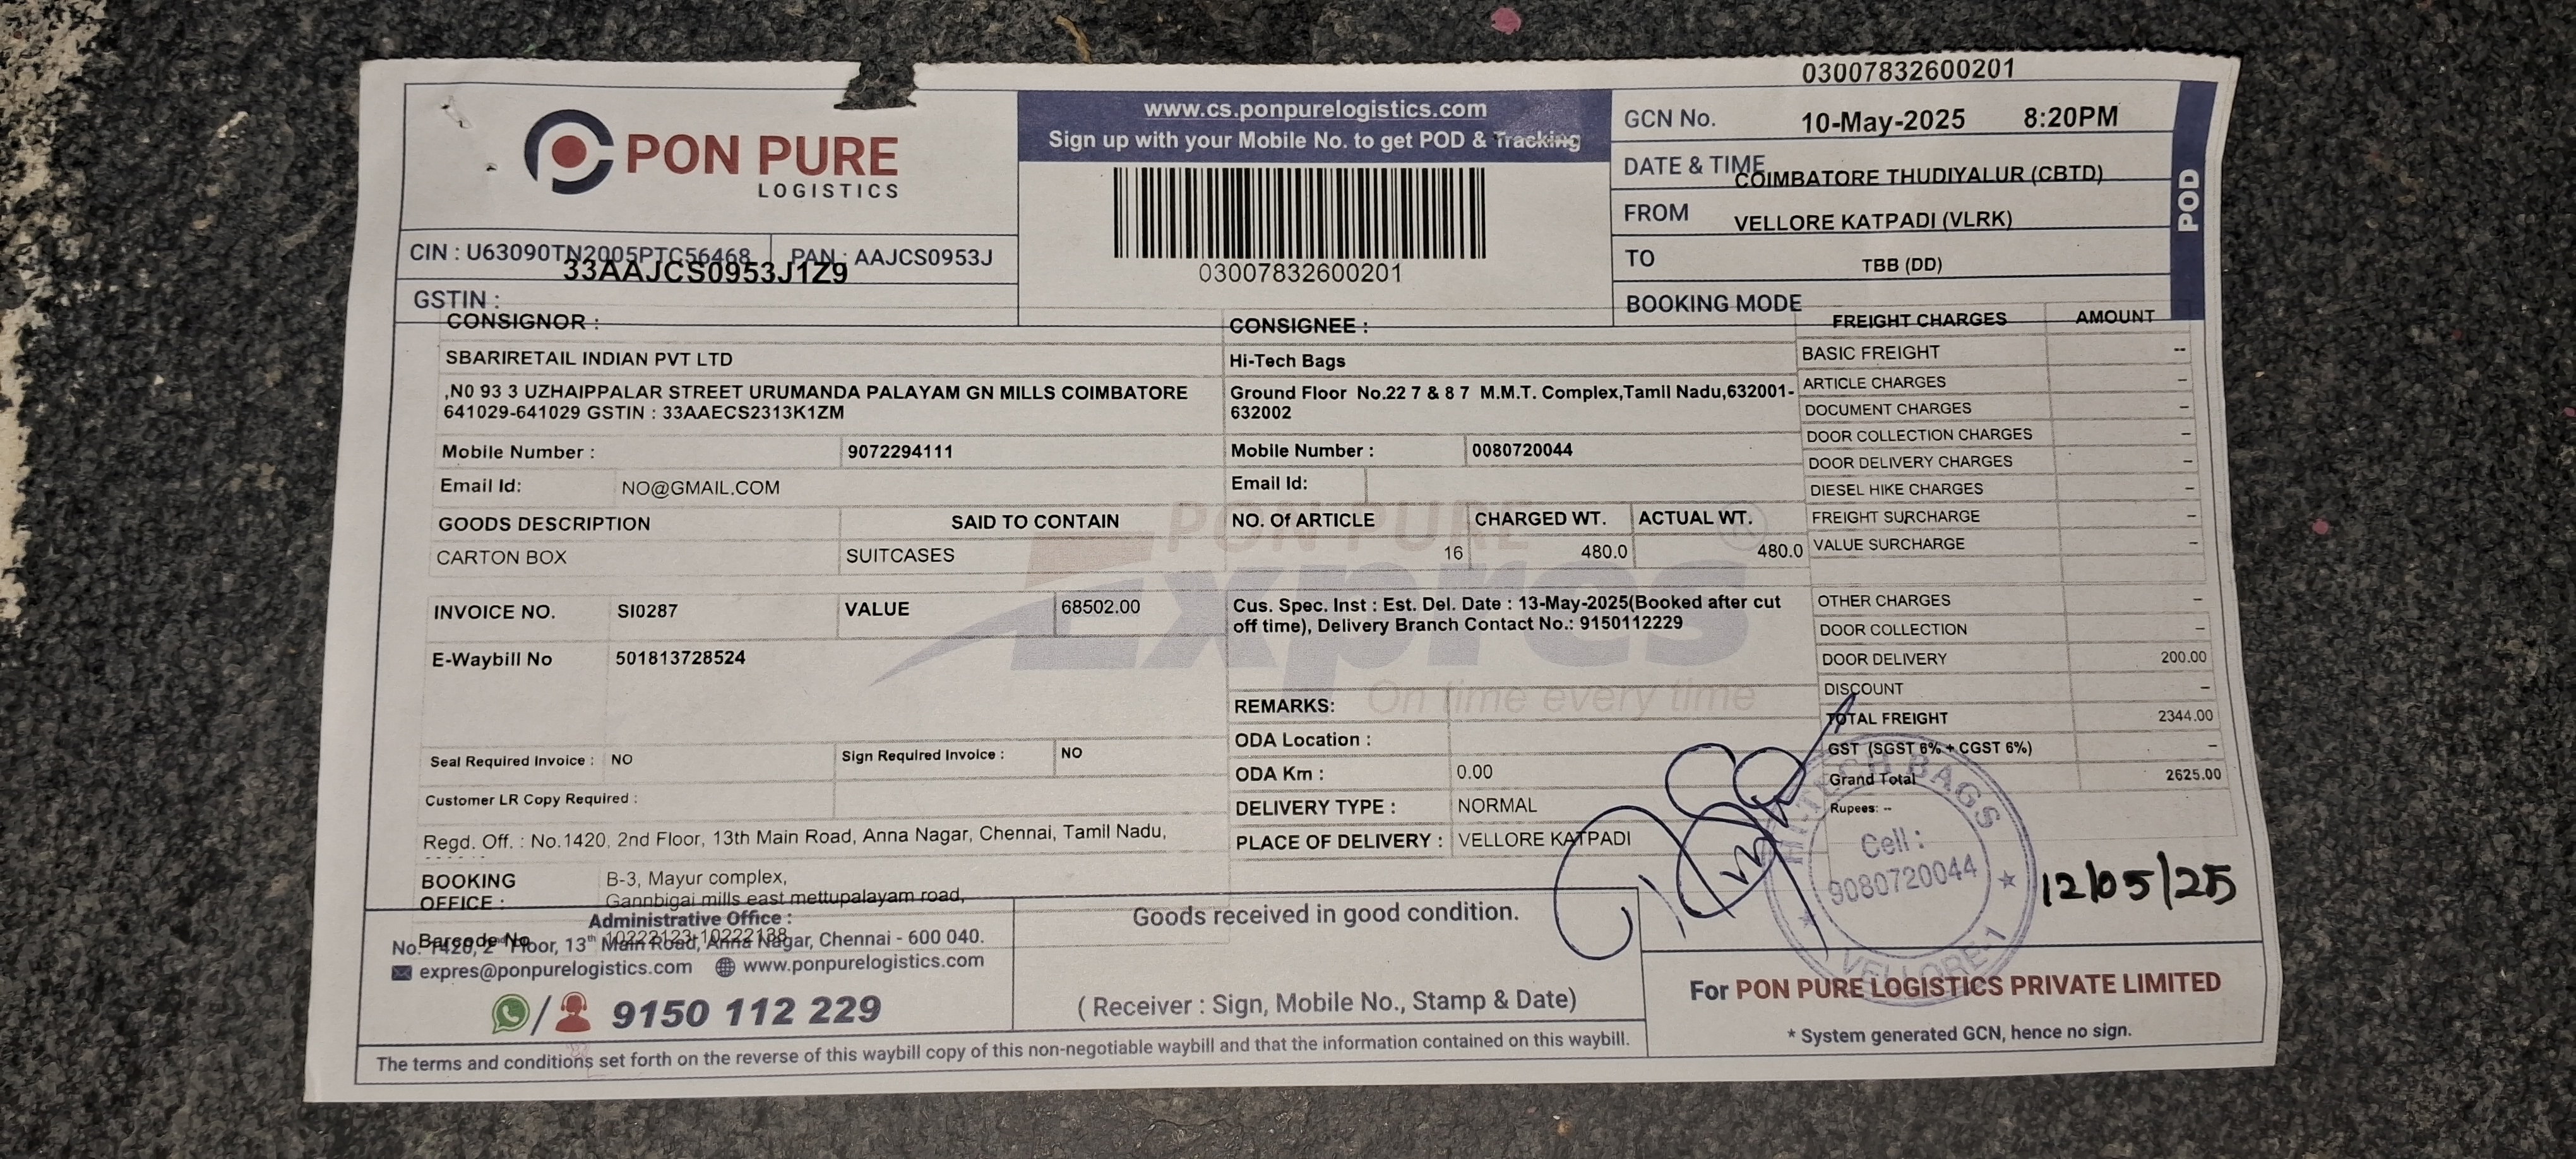 03007832600201
PON PURE
LOGISTICS
www.cs.ponpurelogistics.com
Sign up with your Mobile No. to get POD & Tracking
03007832600201
GCN No. 10-May-2025 8:20PM
DATE & TIME COIMBATORE THUDIYALUR (CBTD)
FROM VELLORE KATPADI (VLRK)
TO TBB (DD)
BOOKING MODE
POD
CIN : U63090TN2005PTC56468 PAN : AAJCS0953J
33AAJCS0953J1Z9
GSTIN :
CONSIGNOR :
SBARIRETAIL INDIAN PVT LTD
,N0 93 3 UZHAIPPALAR STREET URUMANDA PALAYAM GN MILLS COIMBATORE
641029-641029 GSTIN : 33AAECS2313K1ZM
Mobile Number : 9072294111
Email Id: NO@GMAIL.COM
CONSIGNEE :
Hi-Tech Bags
Ground Floor No.22 7 & 8 7 M.M.T. Complex,Tamil Nadu,632001-
632002
Mobile Number : 0080720044
Email Id:
GOODS DESCRIPTION SAID TO CONTAIN NO. Of ARTICLE CHARGED WT. ACTUAL WT.
CARTON BOX SUITCASES 16 480.0 480.0
INVOICE NO. SI0287 VALUE 68502.00
E-Waybill No 501813728524
Seal Required Invoice : NO Sign Required Invoice : NO
Customer LR Copy Required :
Regd. Off. : No.1420, 2nd Floor, 13th Main Road, Anna Nagar, Chennai, Tamil Nadu,
BOOKING OFFICE : B-3, Mayur complex,
Gannbigai mills east mettupalayam road,
Barcode No 10222123-10222138
PON PURE
Expres ®
On time every time
Cus. Spec. Inst : Est. Del. Date : 13-May-2025(Booked after cut
off time), Delivery Branch Contact No.: 9150112229
REMARKS:
ODA Location :
ODA Km : 0.00
DELIVERY TYPE : NORMAL
PLACE OF DELIVERY : VELLORE KATPADI
FREIGHT CHARGES AMOUNT
BASIC FREIGHT --
ARTICLE CHARGES –
DOCUMENT CHARGES –
DOOR COLLECTION CHARGES –
DOOR DELIVERY CHARGES –
DIESEL HIKE CHARGES –
FREIGHT SURCHARGE –
VALUE SURCHARGE –
OTHER CHARGES –
DOOR COLLECTION –
DOOR DELIVERY 200.00
DISCOUNT –
TOTAL FREIGHT 2344.00
GST (SGST 6% + CGST 6%) –
Grand Total 2625.00
Rupees: --
HI-TECH BAGS
Cell :
9080720044
VELLORE-1
12/05/25
Administrative Office :
No. 1420, 2nd Floor, 13th Main Road, Anna Nagar, Chennai - 600 040.
expres@ponpurelogistics.com www.ponpurelogistics.com
/ 9150 112 229
Goods received in good condition.
( Receiver : Sign, Mobile No., Stamp & Date)
For PON PURE LOGISTICS PRIVATE LIMITED
* System generated GCN, hence no sign.
The terms and conditions set forth on the reverse of this waybill copy of this non-negotiable waybill and that the information contained on this waybill.